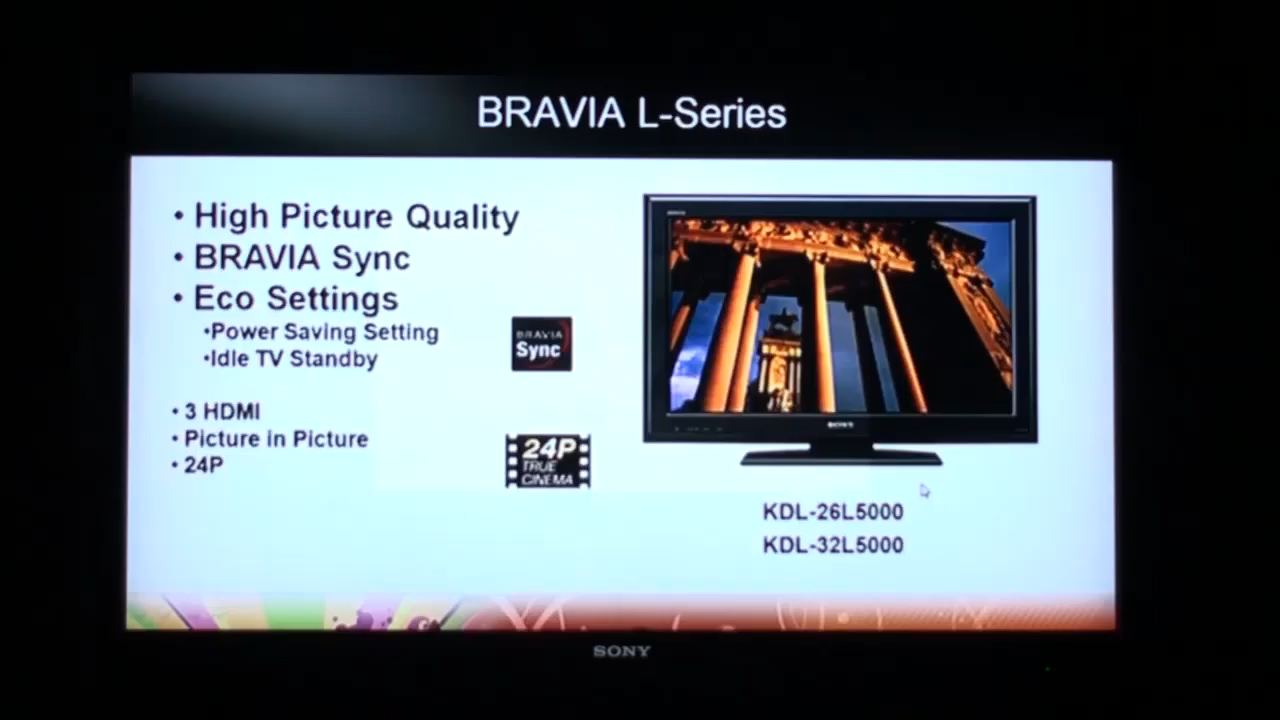 BRAVIA L-Series
• High Picture Quality
• BRAVIA Sync
• Eco Settings
•Power Saving Setting
•Idle TV Standby
BRAVIA
Sync
• 3 HDMI
• Picture in Picture
• 24P
24P
TRUE
CINEMA
SONY
KDL-26L5000
KDL-32L5000
SONY